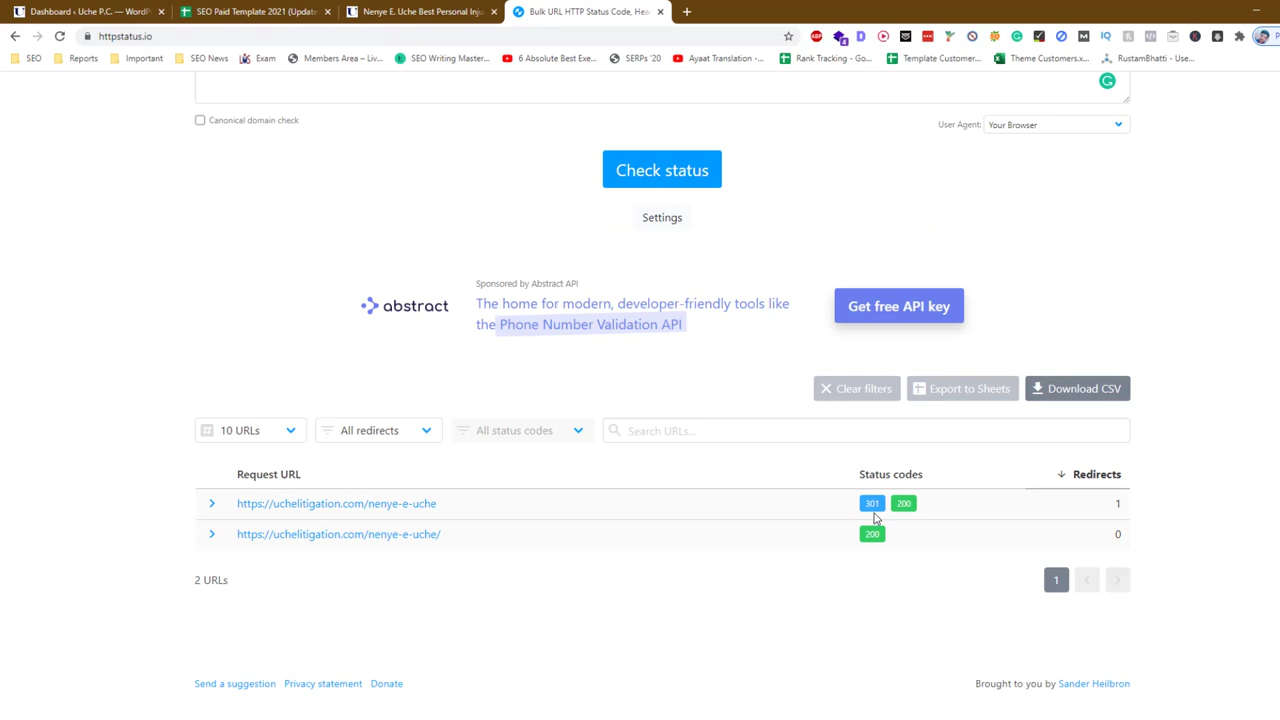 Dashboard ‹ Uche P.C. — WordP
SEO Paid Template 2021 (Update
Nenye E. Uche Best Personal Inju
Bulk URL HTTP Status Code, Hea
httpstatus.io
SEO
Reports
Important
SEO News
Exam
Members Area – Liv...
SEO Writing Master...
6 Absolute Best Exe...
SERPs '20
Ayaat Translation -...
Rank Tracking - Go...
Template Customer...
Theme Customers.x...
RustamBhatti - Use...
Canonical domain check
User Agent: Your Browser
Check status
Settings
Sponsored by Abstract API
abstract
The home for modern, developer-friendly tools like
the Phone Number Validation API
Get free API key
Clear filters
Export to Sheets
Download CSV
10 URLs
All redirects
All status codes
Search URLs...
Request URL Status codes Redirects
https://uchelitigation.com/nenye-e-uche 301 200 1
https://uchelitigation.com/nenye-e-uche/ 200 0
2 URLs
1
Send a suggestion Privacy statement Donate
Brought to you by Sander Heilbron